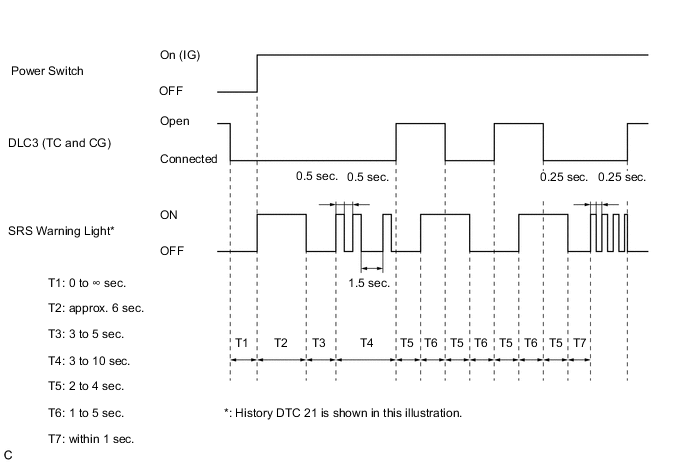 On (IG)
Power Switch
OFF
Open
DLC3 (TC and CG)
Connected
0.5 sec. 0.5 sec. 0.25 sec. 0.25 sec.
ON
SRS Warning Light*
OFF
1.5 sec.
T1: 0 to ∞ sec.
T2: approx. 6 sec.
T3: 3 to 5 sec.
T1 T2 T3 T4 T5 T6 T5 T6 T5 T6 T5 T7
T4: 3 to 10 sec.
T5: 2 to 4 sec.
T6: 1 to 5 sec.
*: History DTC 21 is shown in this illustration.
T7: within 1 sec.
C